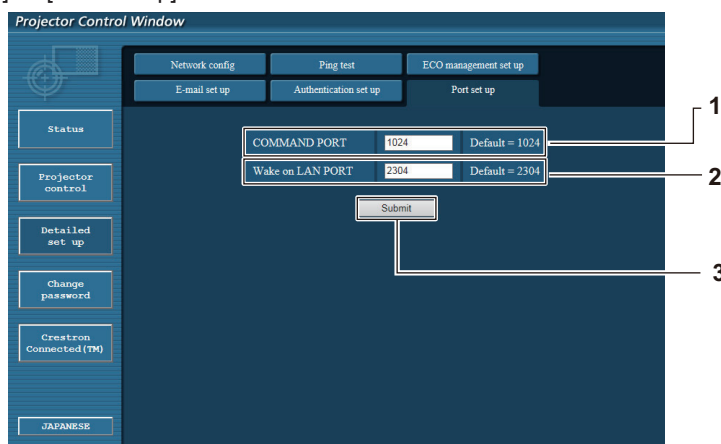 Projector Control Window
Network config
Ping test
ECO management set up
E-mail set up
Authentication set up
Port set up
Status
COMMAND PORT 1024 Default = 1024
1
Wake on LAN PORT 2304 Default = 2304
2
Projector
control
Submit
Detailed
set up
3
Change
password
Crestron
Connected(TM)
JAPANESE